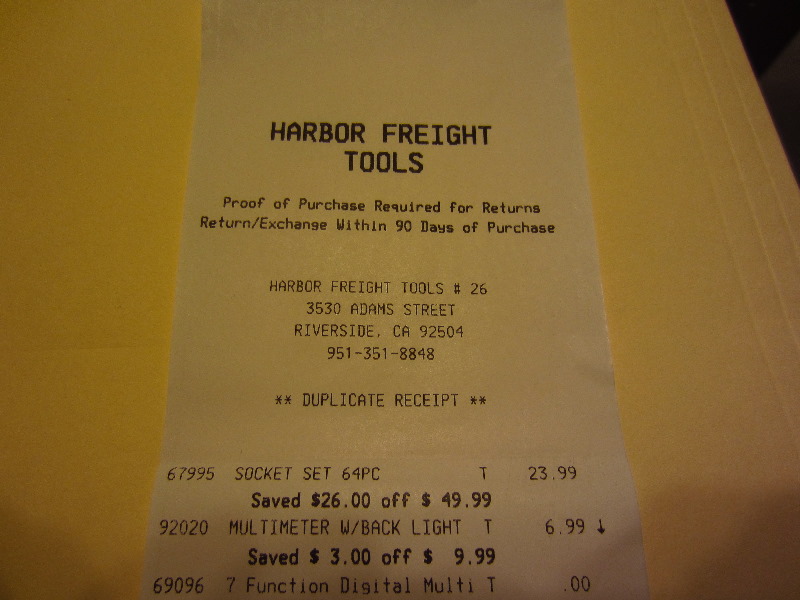 HARBOR FREIGHT
TOOLS
Proof of Purchase Required for Returns
Return/Exchange Within 90 Days of Purchase
HARBOR FREIGHT TOOLS # 26
3530 ADAMS STREET
RIVERSIDE, CA 92504
951-351-8848
** DUPLICATE RECEIPT **
67995 SOCKET SET 64PC T 23.99
Saved $26.00 off $ 49.99
92020 MULTIMETER W/BACK LIGHT T 6.99 ↓
Saved $ 3.00 off $ 9.99
69096 7 Function Digital Multi T .00